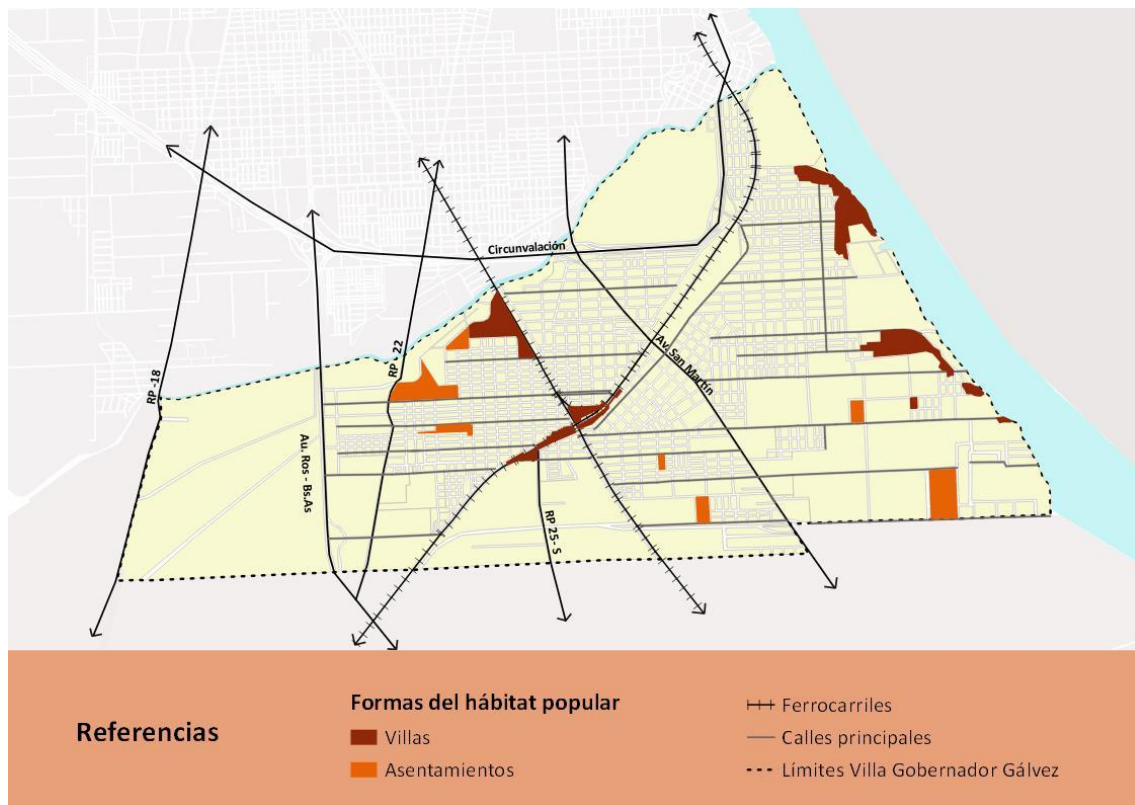 Circunvalación
RP -18
RP - 22
Av. San Martín
Au. Ros - Bs.As
RP 25- S
Referencias
Formas del hábitat popular
Villas
Asentamientos
Ferrocarriles
Calles principales
Límites Villa Gobernador Gálvez